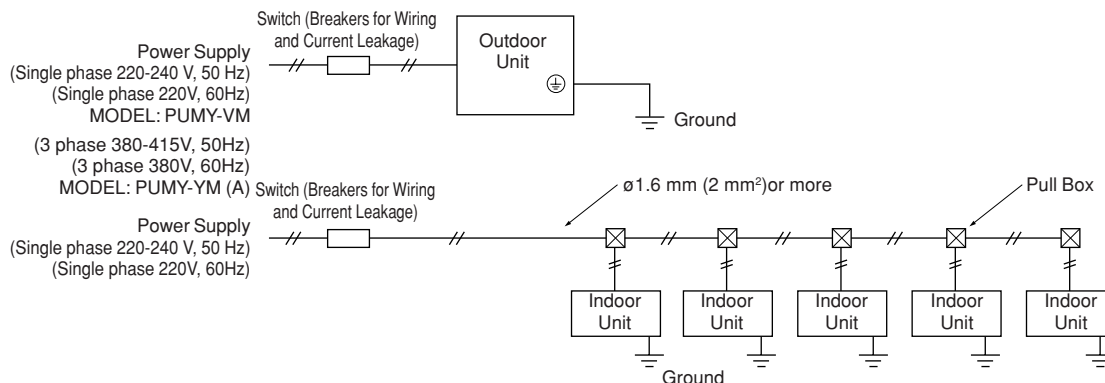 Switch (Breakers for Wiring
and Current Leakage)
Power Supply
(Single phase 220-240 V, 50 Hz)
(Single phase 220V, 60Hz)
MODEL: PUMY-VM
(3 phase 380-415V, 50Hz)
(3 phase 380V, 60Hz)
MODEL: PUMY-YM (A)
Outdoor
Unit
Ground
Switch (Breakers for Wiring
and Current Leakage)
Power Supply
(Single phase 220-240 V, 50 Hz)
(Single phase 220V, 60Hz)
ø1.6 mm (2 mm²)or more
Pull Box
Indoor
Unit
Indoor
Unit
Indoor
Unit
Indoor
Unit
Indoor
Unit
Ground